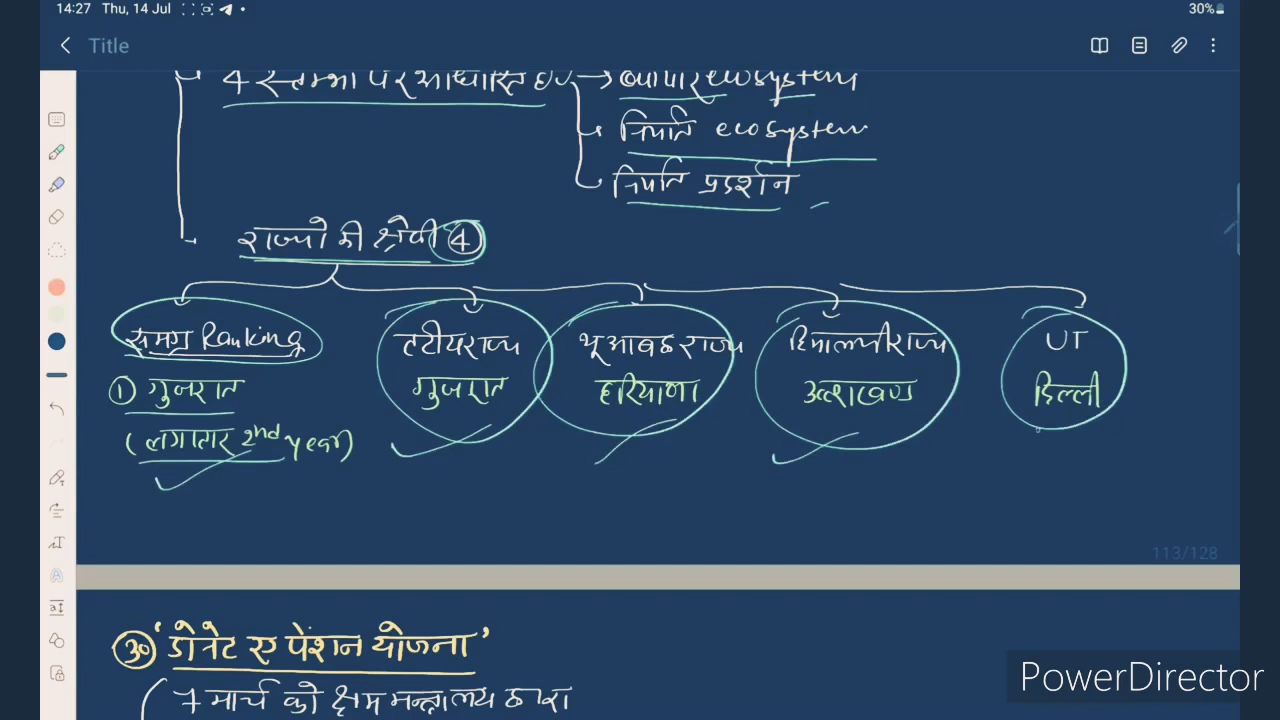 14:27 Thu, 14 Jul
30%
Title
4 स्तम्भों पर आधारित → व्यापार ecosystem
निर्यात ecosystem
निर्यात प्रदर्शन
राज्यों की श्रेणी 4
समग्र Ranking तटीय राज्य भू आबद्ध राज्य हिमालयी राज्य UT
① गुजरात गुजरात हरियाणा उत्तराखण्ड दिल्ली
(लगातार 2nd year)
113/128
30 'डोनेट ए पेंशन योजना'
7 मार्च को श्रम मन्त्रालय द्वारा
PowerDirector